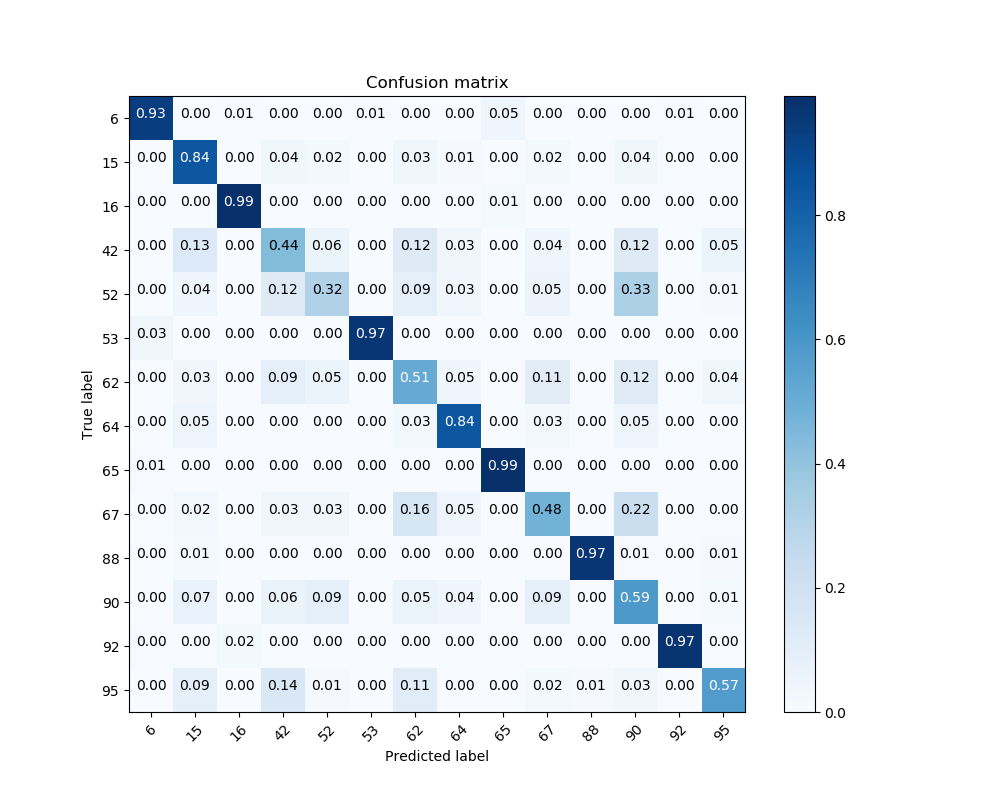 Confusion matrix
6 0.93 0.00 0.01 0.00 0.00 0.01 0.00 0.00 0.05 0.00 0.00 0.00 0.01 0.00
15 0.00 0.84 0.00 0.04 0.02 0.00 0.03 0.01 0.00 0.02 0.00 0.04 0.00 0.00
16 0.00 0.00 0.99 0.00 0.00 0.00 0.00 0.00 0.01 0.00 0.00 0.00 0.00 0.00
42 0.00 0.13 0.00 0.44 0.06 0.00 0.12 0.03 0.00 0.04 0.00 0.12 0.00 0.05
52 0.00 0.04 0.00 0.12 0.32 0.00 0.09 0.03 0.00 0.05 0.00 0.33 0.00 0.01
53 0.03 0.00 0.00 0.00 0.00 0.97 0.00 0.00 0.00 0.00 0.00 0.00 0.00 0.00
62 0.00 0.03 0.00 0.09 0.05 0.00 0.51 0.05 0.00 0.11 0.00 0.12 0.00 0.04
64 0.00 0.05 0.00 0.00 0.00 0.00 0.03 0.84 0.00 0.03 0.00 0.05 0.00 0.00
65 0.01 0.00 0.00 0.00 0.00 0.00 0.00 0.00 0.99 0.00 0.00 0.00 0.00 0.00
67 0.00 0.02 0.00 0.03 0.03 0.00 0.16 0.05 0.00 0.48 0.00 0.22 0.00 0.00
88 0.00 0.01 0.00 0.00 0.00 0.00 0.00 0.00 0.00 0.00 0.97 0.01 0.00 0.01
90 0.00 0.07 0.00 0.06 0.09 0.00 0.05 0.04 0.00 0.09 0.00 0.59 0.00 0.01
92 0.00 0.00 0.02 0.00 0.00 0.00 0.00 0.00 0.00 0.00 0.00 0.00 0.97 0.00
95 0.00 0.09 0.00 0.14 0.01 0.00 0.11 0.00 0.00 0.02 0.01 0.03 0.00 0.57
6 15 16 42 52 53 62 64 65 67 88 90 92 95
Predicted label
True label
0.8
0.6
0.4
0.2
0.0